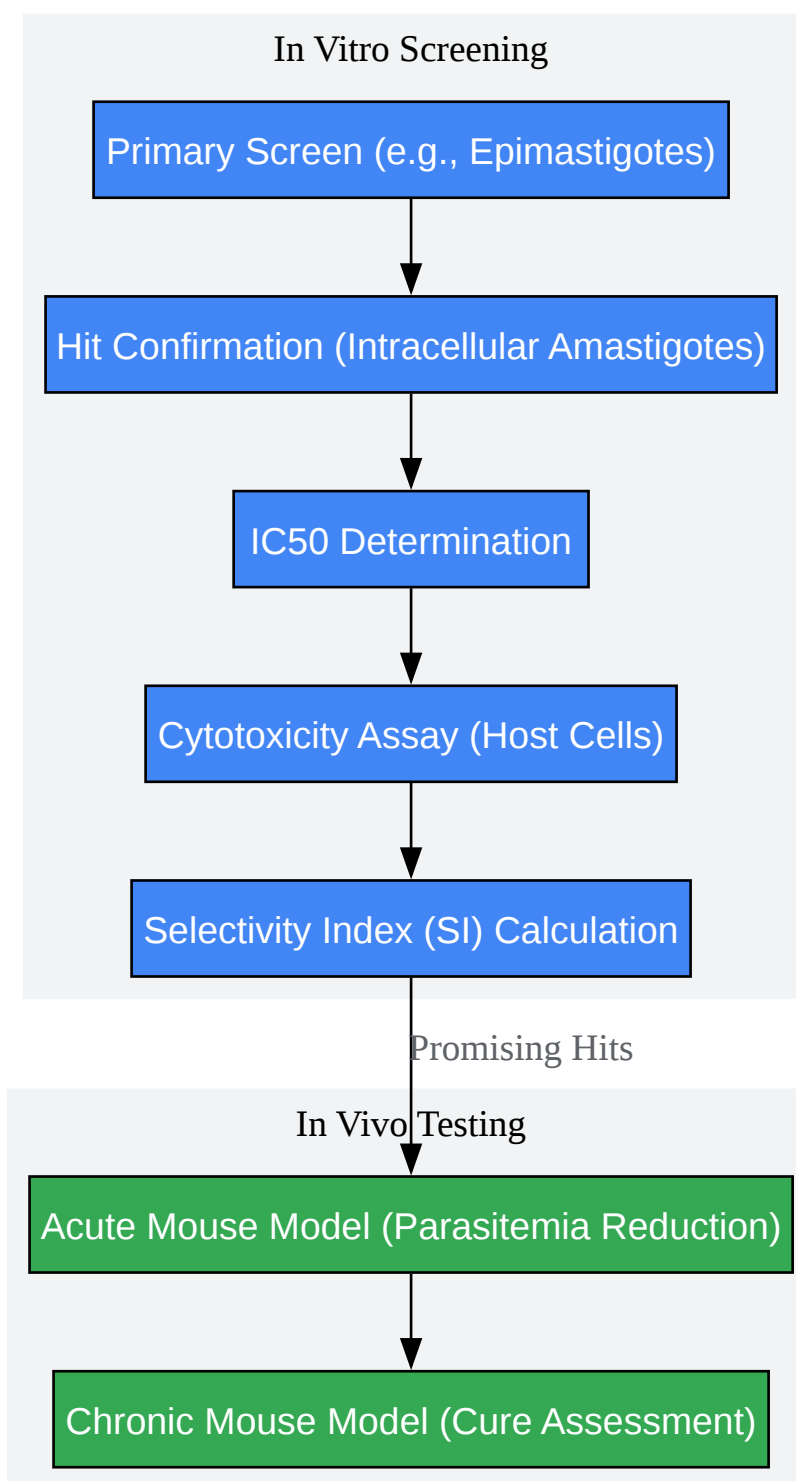 In Vitro Screening
Primary Screen (e.g., Epimastigotes)
Hit Confirmation (Intracellular Amastigotes)
IC50 Determination
Cytotoxicity Assay (Host Cells)
Selectivity Index (SI) Calculation
Promising Hits
In Vivo Testing
Acute Mouse Model (Parasitemia Reduction)
Chronic Mouse Model (Cure Assessment)